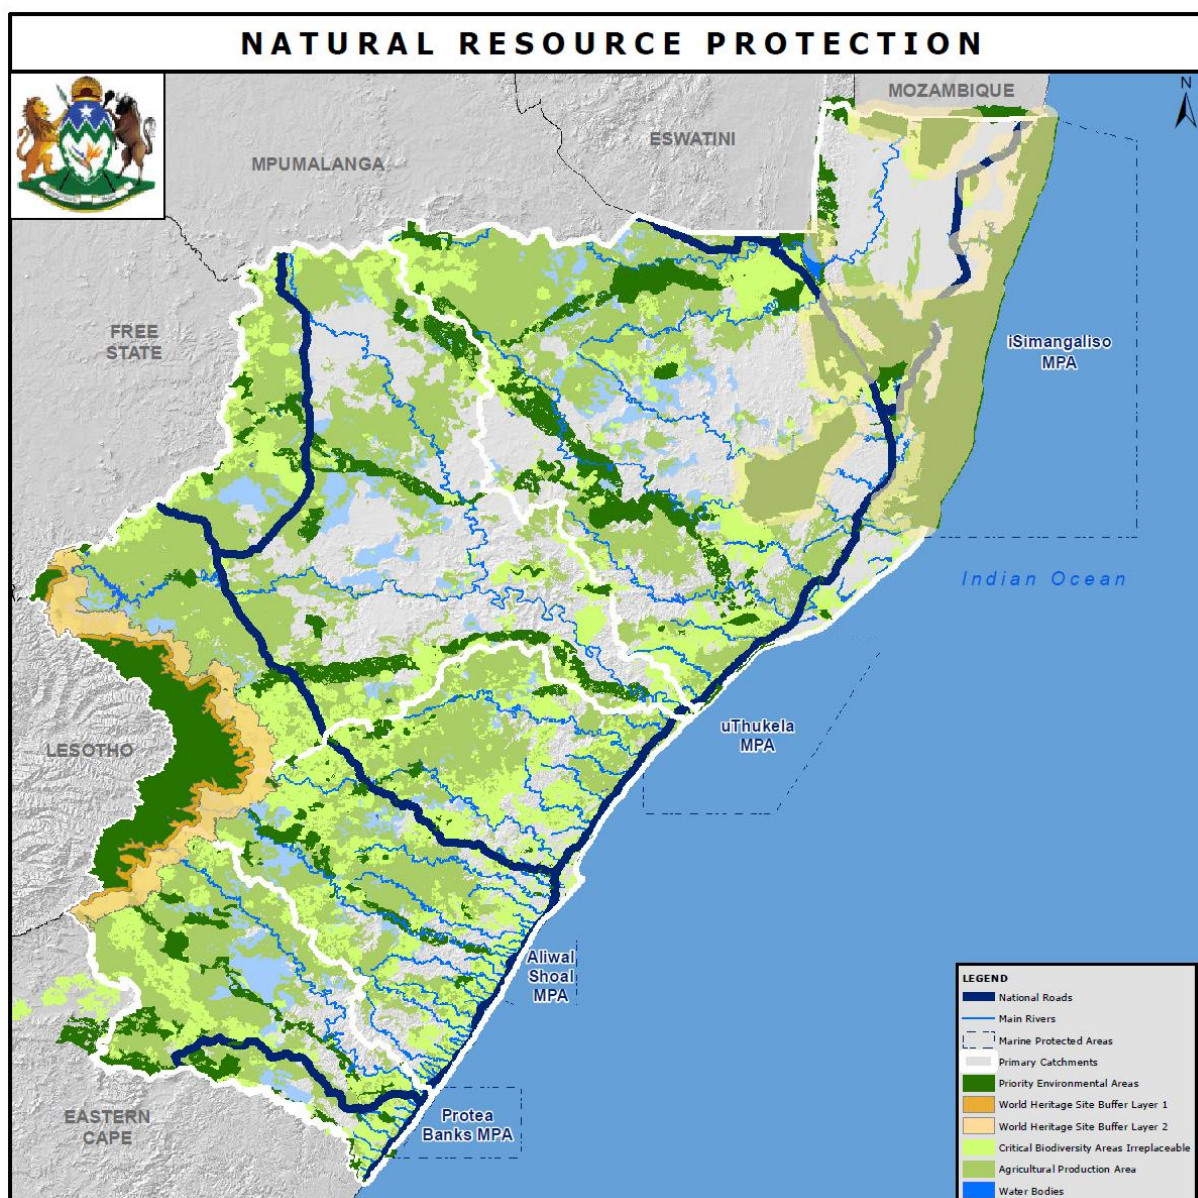 NATURAL RESOURCE PROTECTION
MOZAMBIQUE
N
ESWATINI
MPUMALANGA
FREE
STATE
iSimangaliso
MPA
Indian Ocean
uThukela
MPA
LESOTHO
Aliwal
Shoal
MPA
EASTERN
CAPE
Protea
Banks MPA
LEGEND
National Roads
Main Rivers
Marine Protected Areas
Primary Catchments
Priority Environmental Areas
World Heritage Site Buffer Layer 1
World Heritage Site Buffer Layer 2
Critical Biodiversity Areas Irreplaceable
Agricultural Production Area
Water Bodies